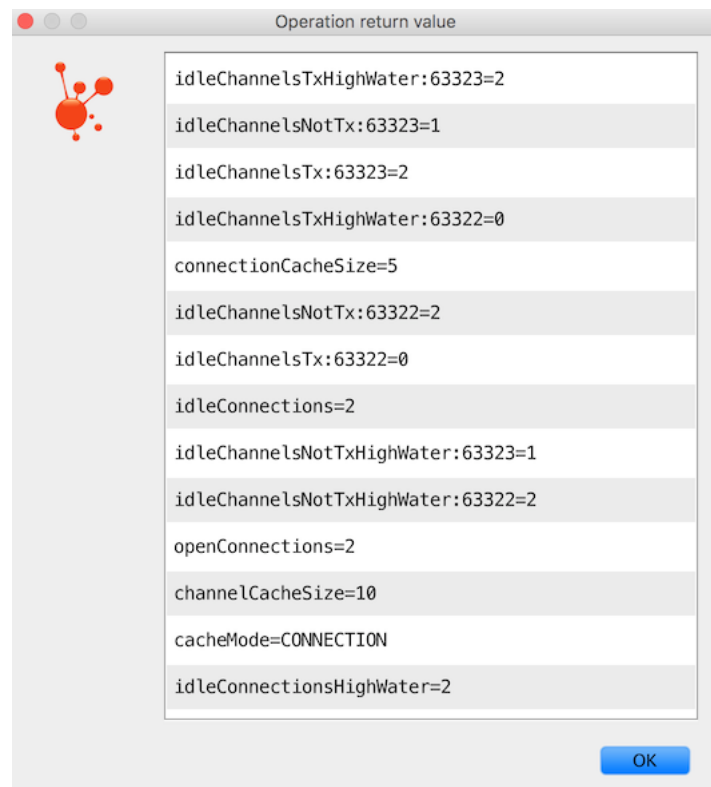 Operation return value
idleChannelsTxHighWater:63323=2
idleChannelsNotTx:63323=1
idleChannelsTx:63323=2
idleChannelsTxHighWater:63322=0
connectionCacheSize=5
idleChannelsNotTx:63322=2
idleChannelsTx:63322=0
idleConnections=2
idleChannelsNotTxHighWater:63323=1
idleChannelsNotTxHighWater:63322=2
openConnections=2
channelCacheSize=10
cacheMode=CONNECTION
idleConnectionsHighWater=2
OK